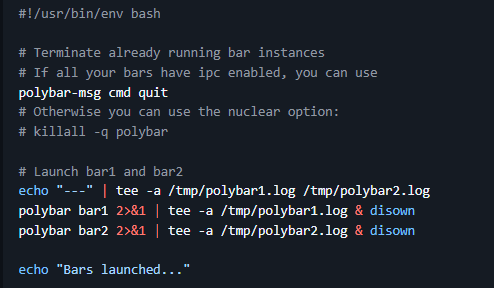 #!/usr/bin/env bash
# Terminate already running bar instances
# If all your bars have ipc enabled, you can use
polybar-msg cmd quit
# Otherwise you can use the nuclear option:
# killall -q polybar
# Launch bar1 and bar2
echo "---" | tee -a /tmp/polybar1.log /tmp/polybar2.log
polybar bar1 2>&1 | tee -a /tmp/polybar1.log & disown
polybar bar2 2>&1 | tee -a /tmp/polybar2.log & disown
echo "Bars launched..."